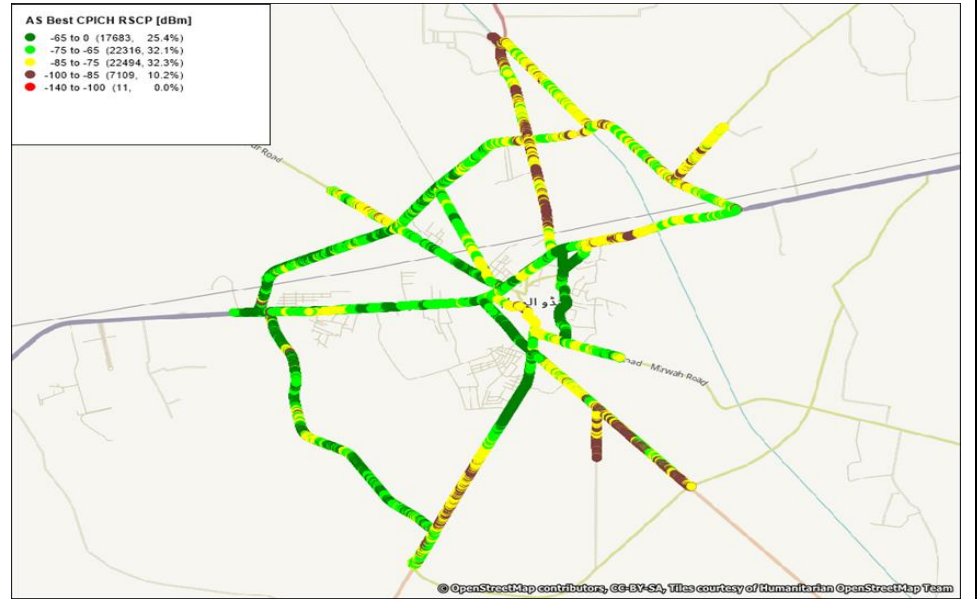 AS Best CPICH RSCP [dBm]
-65 to 0 (17683, 25.4%)
-75 to -65 (22316, 32.1%)
-85 to -75 (22494, 32.3%)
-100 to -85 (7109, 10.2%)
-140 to -100 (11, 0.0%)
Road
Mirwah Road
© OpenStreetMap contributors, CC-BY-SA, Tiles courtesy of Humanitarian OpenStreetMap Team